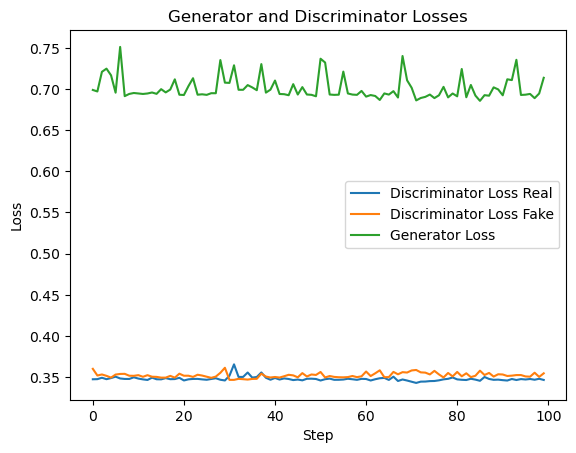 Generator and Discriminator Losses
0.75
0.70
0.65
0.60
0.55
0.50
0.45
0.40
0.35
Loss
Discriminator Loss Real
Discriminator Loss Fake
Generator Loss
0 20 40 60 80 100
Step